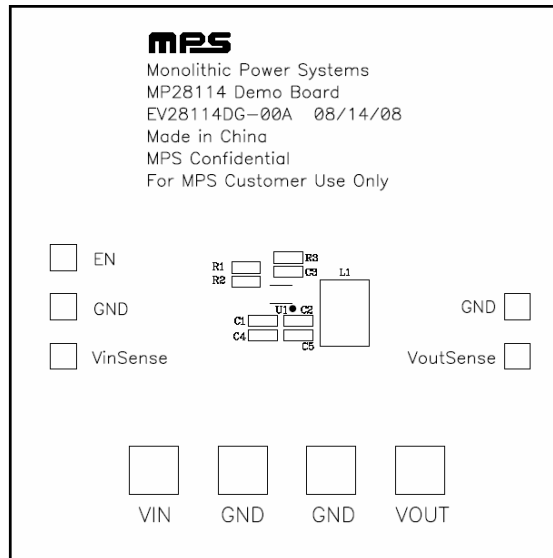 mPS
Monolithic Power Systems
MP28114 Demo Board
EV28114DG-00A 08/14/08
Made in China
MPS Confidential
For MPS Customer Use Only
EN
GND
VinSense
R1
R2
R3
C3
L1
U1
C2
C1
C4
C5
GND
VoutSense
VIN
GND
GND
VOUT